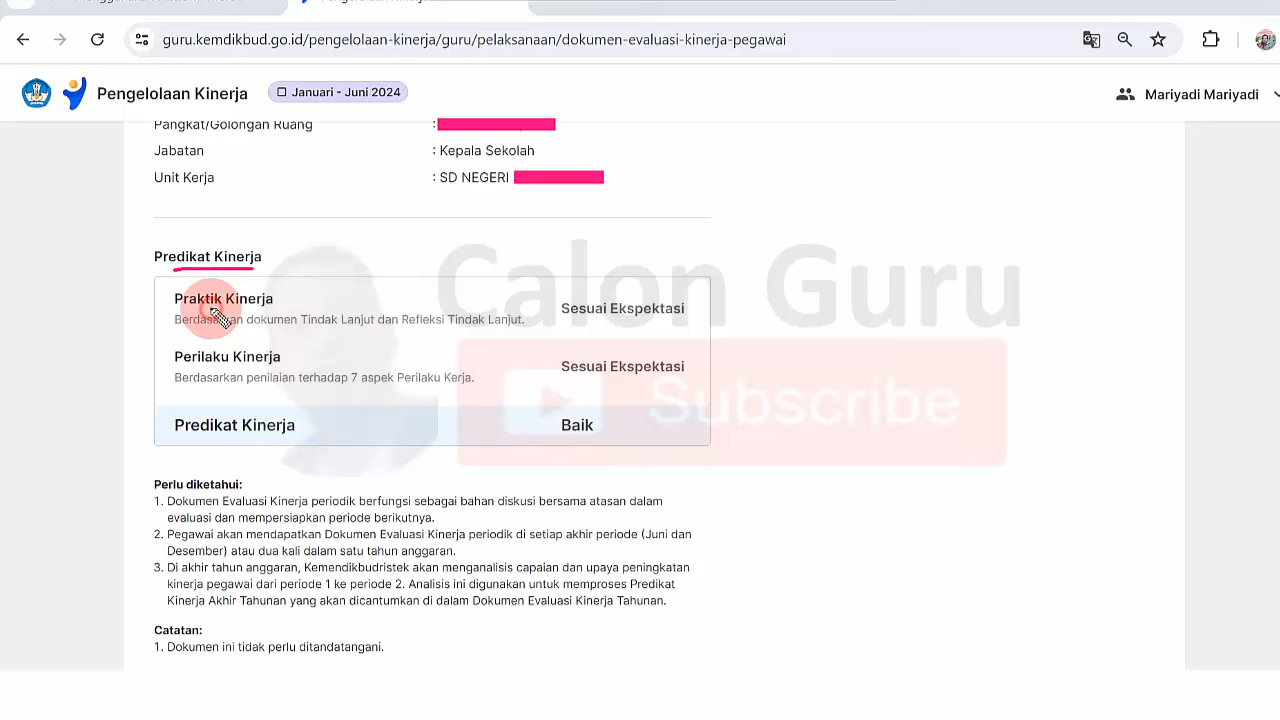 guru.kemdikbud.go.id/pengelolaan-kinerja/guru/pelaksanaan/dokumen-evaluasi-kinerja-pegawai
Pengelolaan Kinerja
Januari - Juni 2024
Mariyadi Mariyadi
Pangkat/Golongan Ruang :
Jabatan : Kepala Sekolah
Unit Kerja : SD NEGERI
Predikat Kinerja
Calon Guru
Subscribe
Praktik Kinerja
Berdasarkan dokumen Tindak Lanjut dan Refleksi Tindak Lanjut.
Sesuai Ekspektasi
Perilaku Kinerja
Berdasarkan penilaian terhadap 7 aspek Perilaku Kerja.
Sesuai Ekspektasi
Predikat Kinerja Baik
Perlu diketahui:
1. Dokumen Evaluasi Kinerja periodik berfungsi sebagai bahan diskusi bersama atasan dalam
evaluasi dan mempersiapkan periode berikutnya.
2. Pegawai akan mendapatkan Dokumen Evaluasi Kinerja periodik di setiap akhir periode (Juni dan
Desember) atau dua kali dalam satu tahun anggaran.
3. Di akhir tahun anggaran, Kemendikbudristek akan menganalisis capaian dan upaya peningkatan
kinerja pegawai dari periode 1 ke periode 2. Analisis ini digunakan untuk memproses Predikat
Kinerja Akhir Tahunan yang akan dicantumkan di dalam Dokumen Evaluasi Kinerja Tahunan.
Catatan:
1. Dokumen ini tidak perlu ditandatangani.